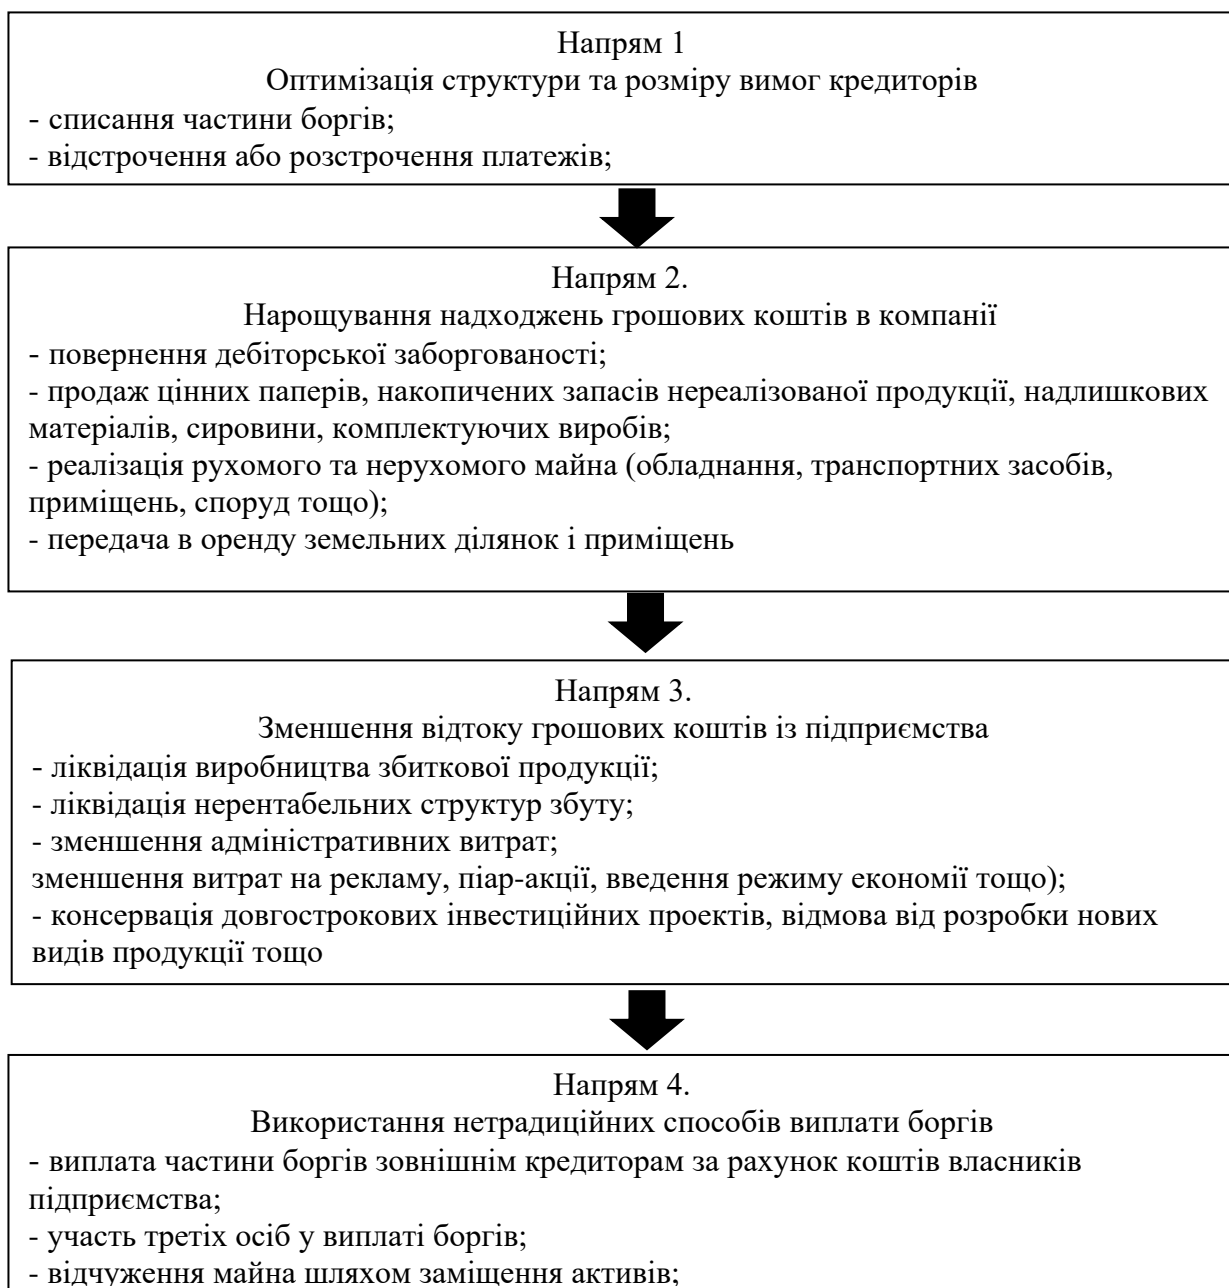 Напрям 1
Оптимізація структури та розміру вимог кредиторів
- списання частини боргів;
- відстрочення або розстрочення платежів;
Напрям 2.
Нарощування надходжень грошових коштів в компанії
- повернення дебіторської заборгованості;
- продаж цінних паперів, накопичених запасів нереалізованої продукції, надлишкових
матеріалів, сировини, комплектуючих виробів;
- реалізація рухомого та нерухомого майна (обладнання, транспортних засобів,
приміщень, споруд тощо);
- передача в оренду земельних ділянок і приміщень
Напрям 3.
Зменшення відтоку грошових коштів із підприємства
- ліквідація виробництва збиткової продукції;
- ліквідація нерентабельних структур збуту;
- зменшення адміністративних витрат;
зменшення витрат на рекламу, піар-акції, введення режиму економії тощо);
- консервація довгострокових інвестиційних проектів, відмова від розробки нових
видів продукції тощо
Напрям 4.
Використання нетрадиційних способів виплати боргів
- виплата частини боргів зовнішнім кредиторам за рахунок коштів власників
підприємства;
- участь третіх осіб у виплаті боргів;
- відчуження майна шляхом заміщення активів;